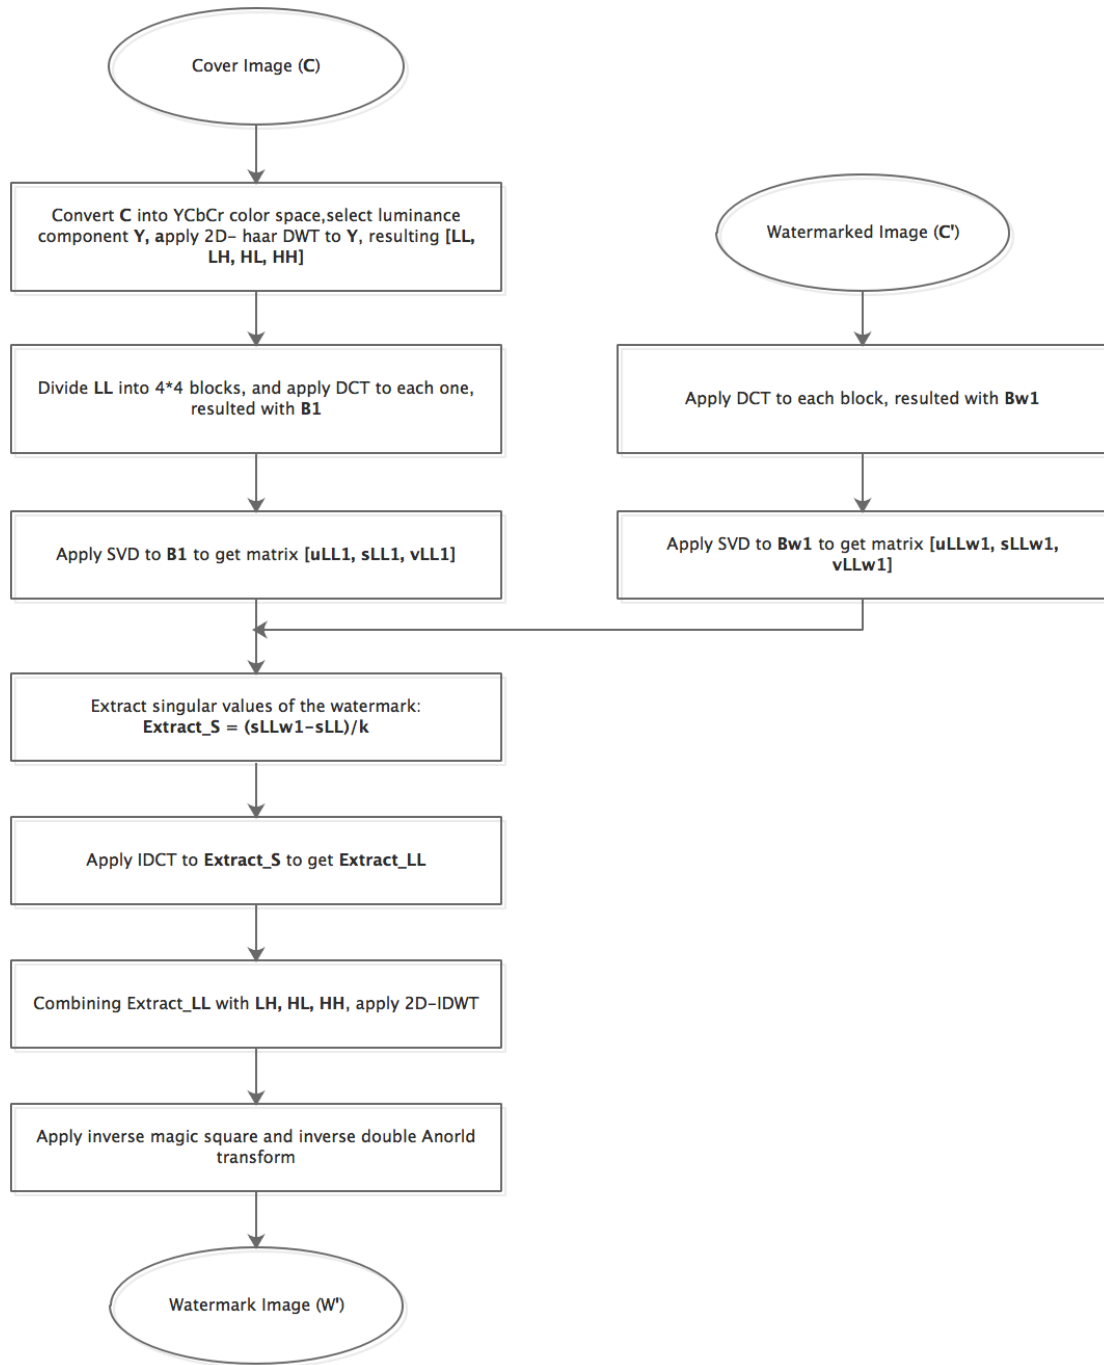 Cover Image (C)
Convert C into YCbCr color space,select luminance
component Y, apply 2D- haar DWT to Y, resulting [LL,
LH, HL, HH]
Watermarked Image (C')
Divide LL into 4*4 blocks, and apply DCT to each one,
resulted with B1
Apply DCT to each block, resulted with Bw1
Apply SVD to B1 to get matrix [uLL1, sLL1, vLL1]
Apply SVD to Bw1 to get matrix [uLLw1, sLLw1,
vLLw1]
Extract singular values of the watermark:
Extract_S = (sLLw1-sLL)/k
Apply IDCT to Extract_S to get Extract_LL
Combining Extract_LL with LH, HL, HH, apply 2D-IDWT
Apply inverse magic square and inverse double Anorld
transform
Watermark Image (W')